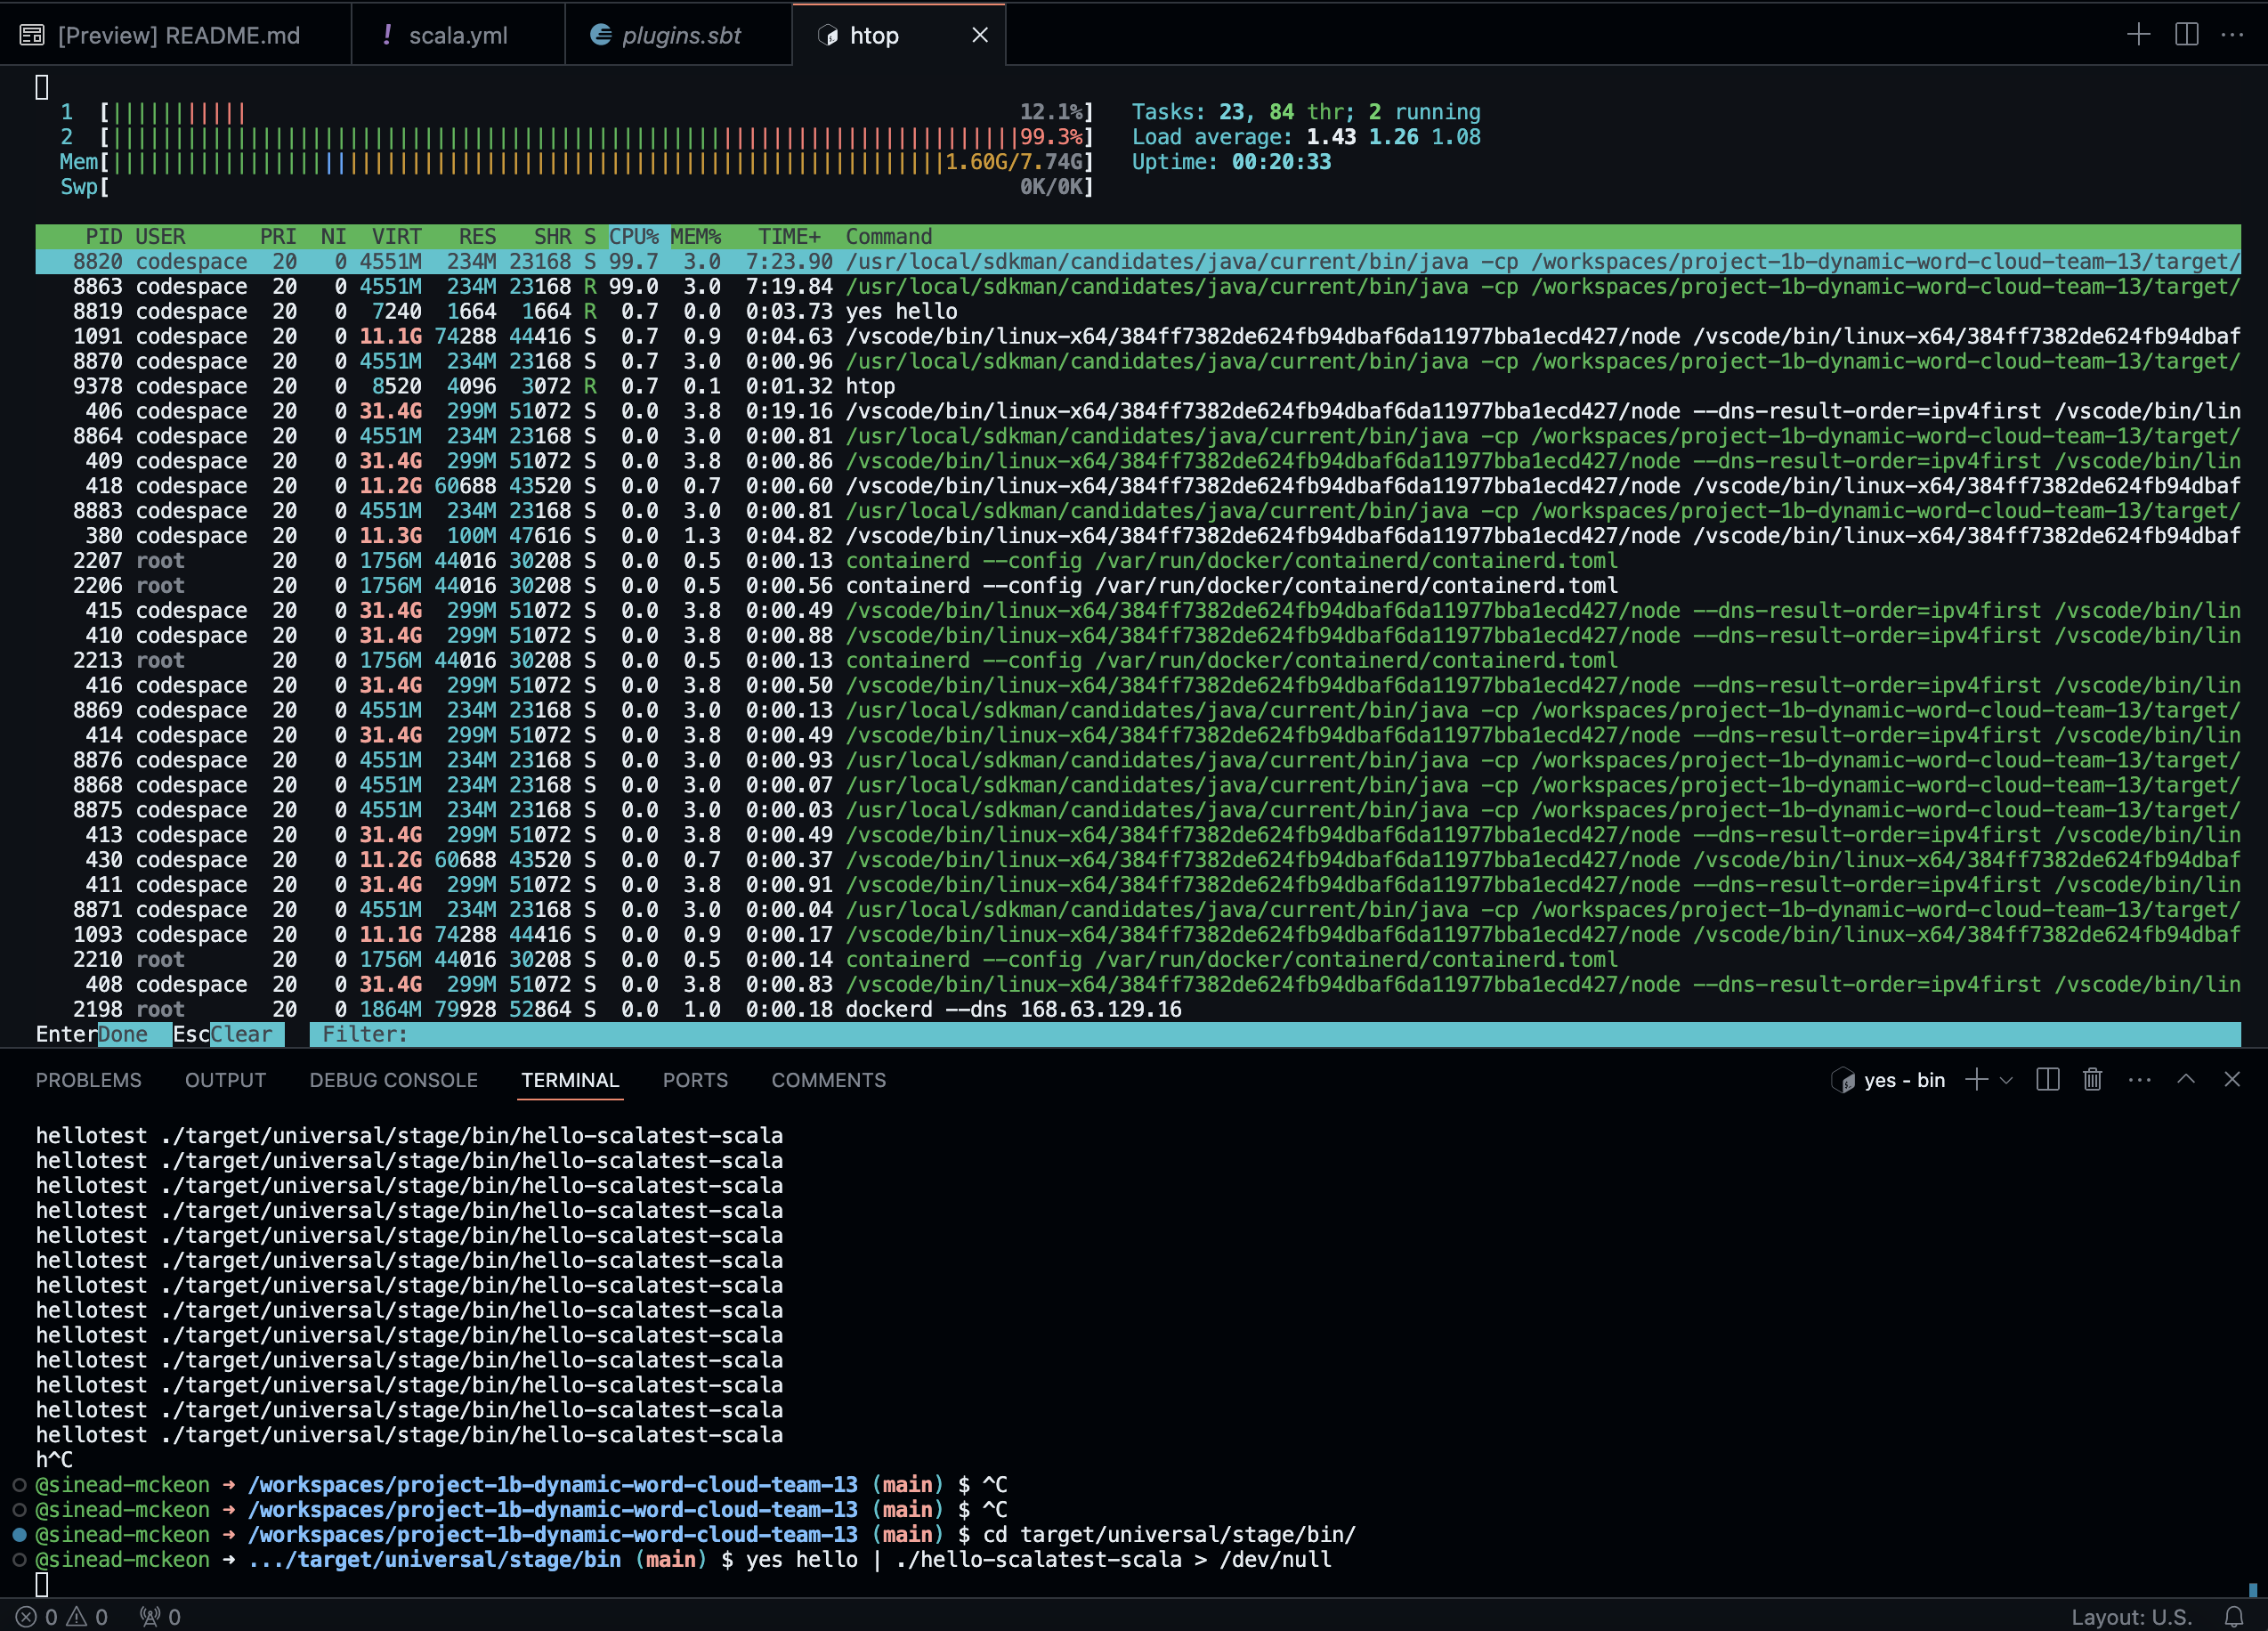 [Preview] README.md ! scala.yml plugins.sbt htop
1 [||||||||||| 12.1%] Tasks: 23, 84 thr; 2 running
2 [||||||||||||||||||||||||||||||||||||||||||||||||||||||||||||||||||||||||99.3%] Load average: 1.43 1.26 1.08
Mem[|||||||||||||||||||||||||||||||||||||||||||||||||||||||||||||||||||1.60G/7.74G] Uptime: 00:20:33
Swp[ 0K/0K]
PID USER PRI NI VIRT RES SHR S CPU% MEM% TIME+ Command
8820 codespace 20 0 4551M 234M 23168 S 99.7 3.0 7:23.90 /usr/local/sdkman/candidates/java/current/bin/java -cp /workspaces/project-1b-dynamic-word-cloud-team-13/target/
8863 codespace 20 0 4551M 234M 23168 R 99.0 3.0 7:19.84 /usr/local/sdkman/candidates/java/current/bin/java -cp /workspaces/project-1b-dynamic-word-cloud-team-13/target/
8819 codespace 20 0 7240 1664 1664 R 0.7 0.0 0:03.73 yes hello
1091 codespace 20 0 11.1G 74288 44416 S 0.7 0.9 0:04.63 /vscode/bin/linux-x64/384ff7382de624fb94dbaf6da11977bba1ecd427/node /vscode/bin/linux-x64/384ff7382de624fb94dbaf
8870 codespace 20 0 4551M 234M 23168 S 0.7 3.0 0:00.96 /usr/local/sdkman/candidates/java/current/bin/java -cp /workspaces/project-1b-dynamic-word-cloud-team-13/target/
9378 codespace 20 0 8520 4096 3072 R 0.7 0.1 0:01.32 htop
406 codespace 20 0 31.4G 299M 51072 S 0.0 3.8 0:19.16 /vscode/bin/linux-x64/384ff7382de624fb94dbaf6da11977bba1ecd427/node --dns-result-order=ipv4first /vscode/bin/lin
8864 codespace 20 0 4551M 234M 23168 S 0.0 3.0 0:00.81 /usr/local/sdkman/candidates/java/current/bin/java -cp /workspaces/project-1b-dynamic-word-cloud-team-13/target/
409 codespace 20 0 31.4G 299M 51072 S 0.0 3.8 0:00.86 /vscode/bin/linux-x64/384ff7382de624fb94dbaf6da11977bba1ecd427/node --dns-result-order=ipv4first /vscode/bin/lin
418 codespace 20 0 11.2G 60688 43520 S 0.0 0.7 0:00.60 /vscode/bin/linux-x64/384ff7382de624fb94dbaf6da11977bba1ecd427/node /vscode/bin/linux-x64/384ff7382de624fb94dbaf
8883 codespace 20 0 4551M 234M 23168 S 0.0 3.0 0:00.81 /usr/local/sdkman/candidates/java/current/bin/java -cp /workspaces/project-1b-dynamic-word-cloud-team-13/target/
380 codespace 20 0 11.3G 100M 47616 S 0.0 1.3 0:04.82 /vscode/bin/linux-x64/384ff7382de624fb94dbaf6da11977bba1ecd427/node /vscode/bin/linux-x64/384ff7382de624fb94dbaf
2207 root 20 0 1756M 44016 30208 S 0.0 0.5 0:00.13 containerd --config /var/run/docker/containerd/containerd.toml
2206 root 20 0 1756M 44016 30208 S 0.0 0.5 0:00.56 containerd --config /var/run/docker/containerd/containerd.toml
415 codespace 20 0 31.4G 299M 51072 S 0.0 3.8 0:00.49 /vscode/bin/linux-x64/384ff7382de624fb94dbaf6da11977bba1ecd427/node --dns-result-order=ipv4first /vscode/bin/lin
410 codespace 20 0 31.4G 299M 51072 S 0.0 3.8 0:00.88 /vscode/bin/linux-x64/384ff7382de624fb94dbaf6da11977bba1ecd427/node --dns-result-order=ipv4first /vscode/bin/lin
2213 root 20 0 1756M 44016 30208 S 0.0 0.5 0:00.13 containerd --config /var/run/docker/containerd/containerd.toml
416 codespace 20 0 31.4G 299M 51072 S 0.0 3.8 0:00.50 /vscode/bin/linux-x64/384ff7382de624fb94dbaf6da11977bba1ecd427/node --dns-result-order=ipv4first /vscode/bin/lin
8869 codespace 20 0 4551M 234M 23168 S 0.0 3.0 0:00.13 /usr/local/sdkman/candidates/java/current/bin/java -cp /workspaces/project-1b-dynamic-word-cloud-team-13/target/
414 codespace 20 0 31.4G 299M 51072 S 0.0 3.8 0:00.49 /vscode/bin/linux-x64/384ff7382de624fb94dbaf6da11977bba1ecd427/node --dns-result-order=ipv4first /vscode/bin/lin
8876 codespace 20 0 4551M 234M 23168 S 0.0 3.0 0:00.93 /usr/local/sdkman/candidates/java/current/bin/java -cp /workspaces/project-1b-dynamic-word-cloud-team-13/target/
8868 codespace 20 0 4551M 234M 23168 S 0.0 3.0 0:00.07 /usr/local/sdkman/candidates/java/current/bin/java -cp /workspaces/project-1b-dynamic-word-cloud-team-13/target/
8875 codespace 20 0 4551M 234M 23168 S 0.0 3.0 0:00.03 /usr/local/sdkman/candidates/java/current/bin/java -cp /workspaces/project-1b-dynamic-word-cloud-team-13/target/
413 codespace 20 0 31.4G 299M 51072 S 0.0 3.8 0:00.49 /vscode/bin/linux-x64/384ff7382de624fb94dbaf6da11977bba1ecd427/node --dns-result-order=ipv4first /vscode/bin/lin
430 codespace 20 0 11.2G 60688 43520 S 0.0 0.7 0:00.37 /vscode/bin/linux-x64/384ff7382de624fb94dbaf6da11977bba1ecd427/node /vscode/bin/linux-x64/384ff7382de624fb94dbaf
411 codespace 20 0 31.4G 299M 51072 S 0.0 3.8 0:00.91 /vscode/bin/linux-x64/384ff7382de624fb94dbaf6da11977bba1ecd427/node --dns-result-order=ipv4first /vscode/bin/lin
8871 codespace 20 0 4551M 234M 23168 S 0.0 3.0 0:00.04 /usr/local/sdkman/candidates/java/current/bin/java -cp /workspaces/project-1b-dynamic-word-cloud-team-13/target/
1093 codespace 20 0 11.1G 74288 44416 S 0.0 0.9 0:00.17 /vscode/bin/linux-x64/384ff7382de624fb94dbaf6da11977bba1ecd427/node /vscode/bin/linux-x64/384ff7382de624fb94dbaf
2210 root 20 0 1756M 44016 30208 S 0.0 0.5 0:00.14 containerd --config /var/run/docker/containerd/containerd.toml
408 codespace 20 0 31.4G 299M 51072 S 0.0 3.8 0:00.83 /vscode/bin/linux-x64/384ff7382de624fb94dbaf6da11977bba1ecd427/node --dns-result-order=ipv4first /vscode/bin/lin
2198 root 20 0 1864M 79928 52864 S 0.0 1.0 0:00.18 dockerd --dns 168.63.129.16
EnterDone EscClear Filter:
PROBLEMS OUTPUT DEBUG CONSOLE TERMINAL PORTS COMMENTS yes - bin
hellotest ./target/universal/stage/bin/hello-scalatest-scala
hellotest ./target/universal/stage/bin/hello-scalatest-scala
hellotest ./target/universal/stage/bin/hello-scalatest-scala
hellotest ./target/universal/stage/bin/hello-scalatest-scala
hellotest ./target/universal/stage/bin/hello-scalatest-scala
hellotest ./target/universal/stage/bin/hello-scalatest-scala
hellotest ./target/universal/stage/bin/hello-scalatest-scala
hellotest ./target/universal/stage/bin/hello-scalatest-scala
hellotest ./target/universal/stage/bin/hello-scalatest-scala
hellotest ./target/universal/stage/bin/hello-scalatest-scala
hellotest ./target/universal/stage/bin/hello-scalatest-scala
hellotest ./target/universal/stage/bin/hello-scalatest-scala
hellotest ./target/universal/stage/bin/hello-scalatest-scala
h^C
@sinead-mckeon ➜ /workspaces/project-1b-dynamic-word-cloud-team-13 (main) $ ^C
@sinead-mckeon ➜ /workspaces/project-1b-dynamic-word-cloud-team-13 (main) $ ^C
@sinead-mckeon ➜ /workspaces/project-1b-dynamic-word-cloud-team-13 (main) $ cd target/universal/stage/bin/
@sinead-mckeon ➜ .../target/universal/stage/bin (main) $ yes hello | ./hello-scalatest-scala > /dev/null
0 0 0 Layout: U.S.